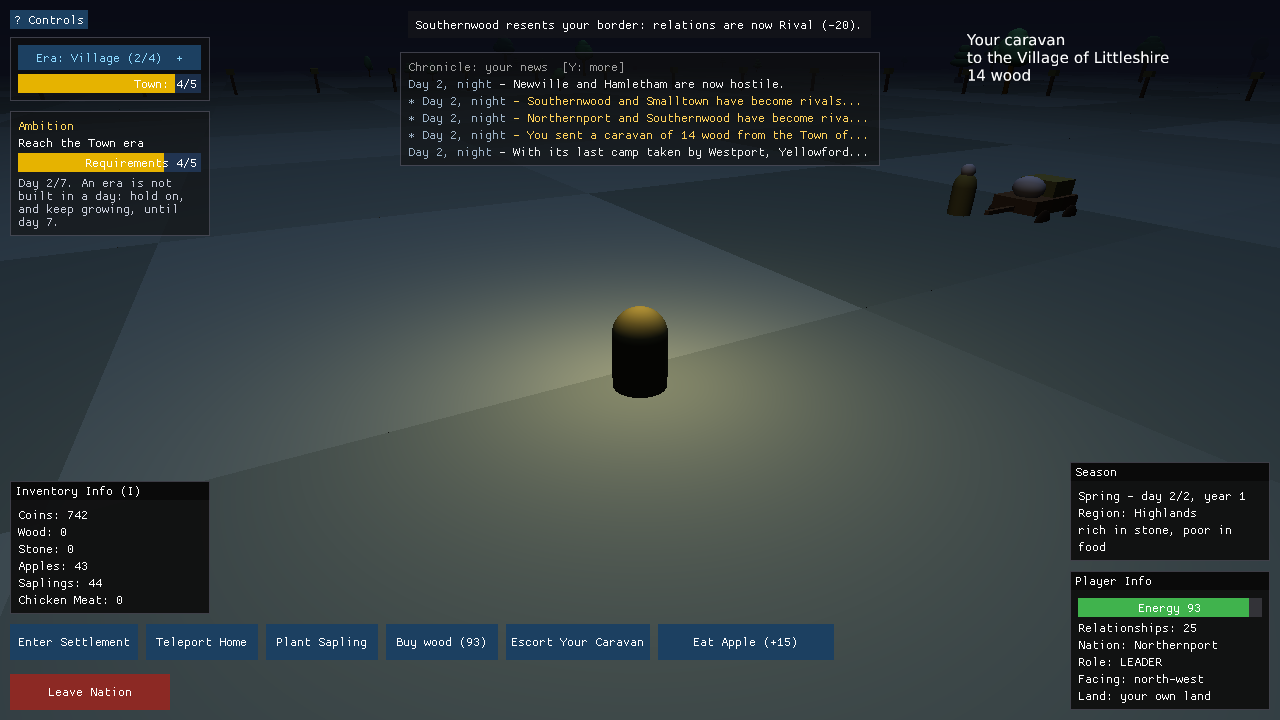 ? Controls
Era: Village (2/4) +
Town: 4/5
Ambition
Reach the Town era
Requirements 4/5
Day 2/7. An era is not
built in a day: hold on,
and keep growing, until
day 7.
Southernwood resents your border: relations are now Rival (-20).
Chronicle: your news [Y: more]
Day 2, night - Newville and Hamletham are now hostile.
* Day 2, night - Southernwood and Smalltown have become rivals...
* Day 2, night - Northernport and Southernwood have become riva...
* Day 2, night - You sent a caravan of 14 wood from the Town of...
Day 2, night - With its last camp taken by Westport, Yellowford...
Your caravan
to the Village of Littleshire
14 wood
Inventory Info (I)
Coins: 742
Wood: 0
Stone: 0
Apples: 43
Saplings: 44
Chicken Meat: 0
Season
Spring - day 2/2, year 1
Region: Highlands
rich in stone, poor in
food
Player Info
Energy 93
Relationships: 25
Nation: Northernport
Role: LEADER
Facing: north-west
Land: your own land
Enter Settlement
Teleport Home
Plant Sapling
Buy wood (93)
Escort Your Caravan
Eat Apple (+15)
Leave Nation